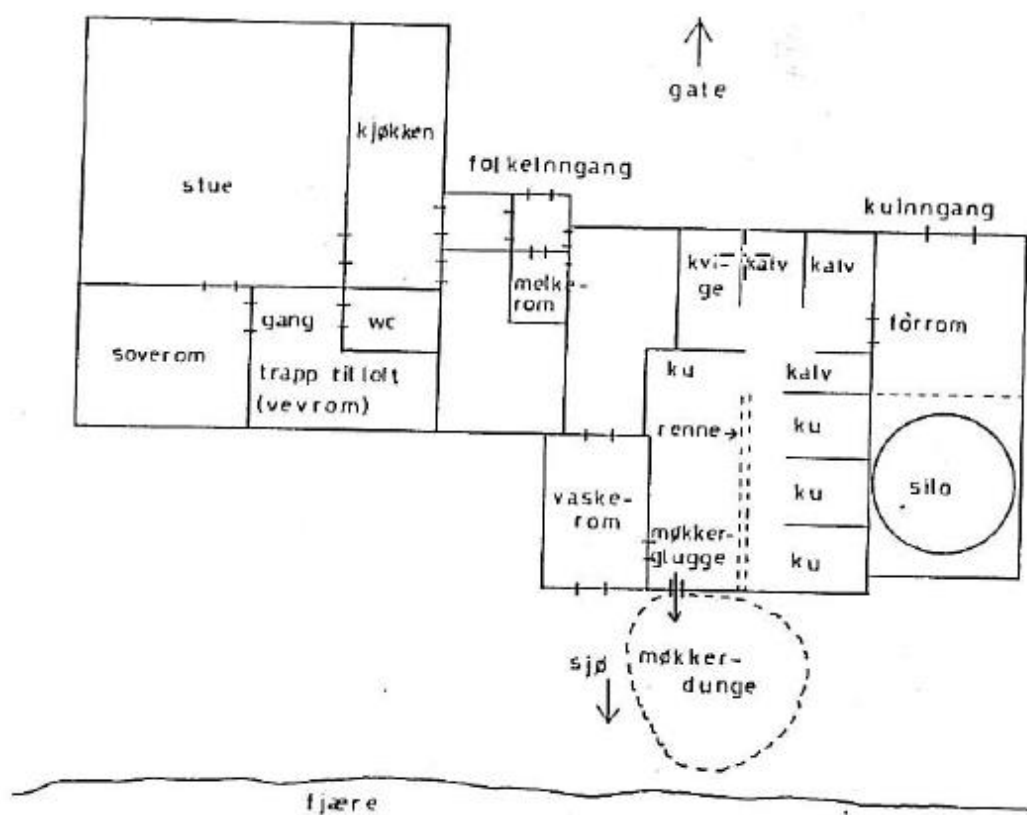 gate
kjøkken
folkeinngang
stue
kuinngang
kvi-
ge
kalv
kalv
melke-
rom
gang
wc
fôrrom
soverom
trapp til loft
(vevrom)
ku
kalv
renne
ku
vaske-
rom
ku
silo
møkker-
glugge
ku
sjø
møkker-
dunge
fjære